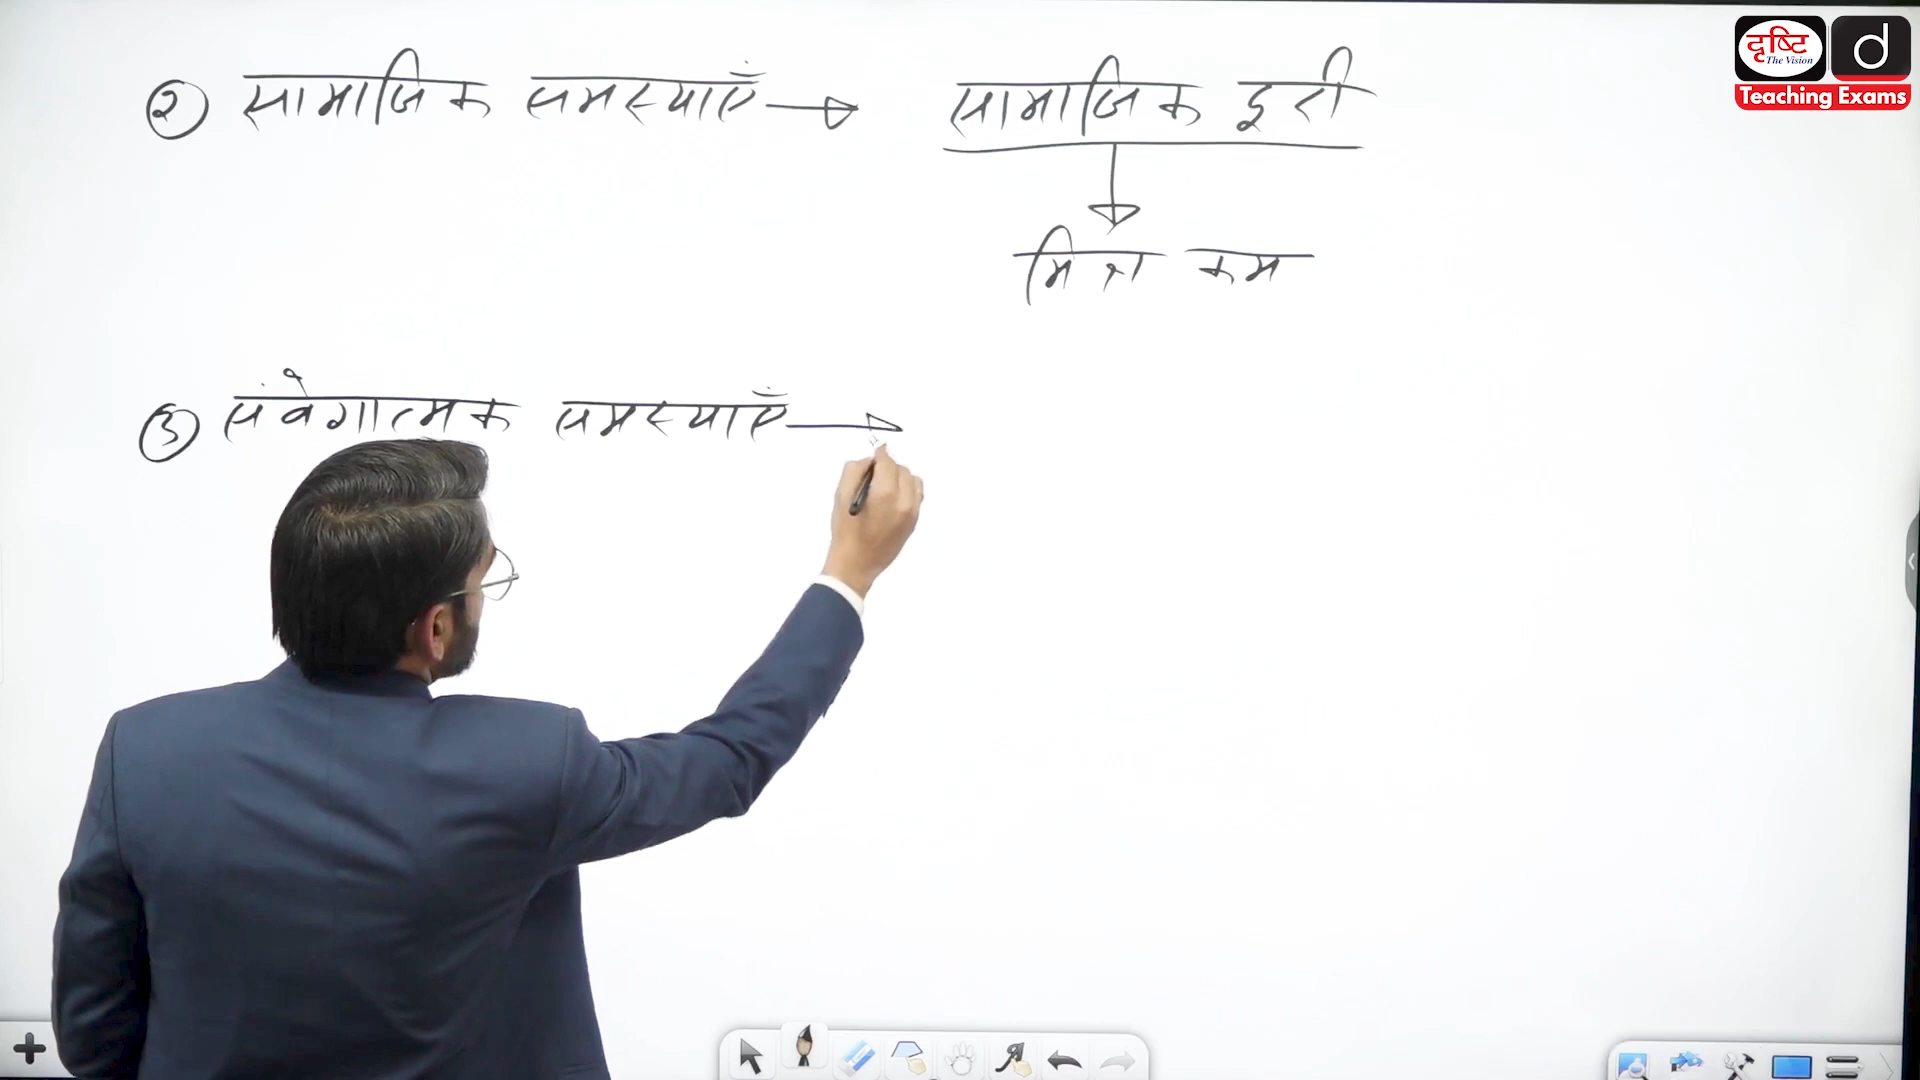 दृष्टि
The Vision
d
Teaching Exams
② सामाजिक समस्याएँ → सामाजिक दूरी
मित्र कम
③ संवेगात्मक समस्याएँ →